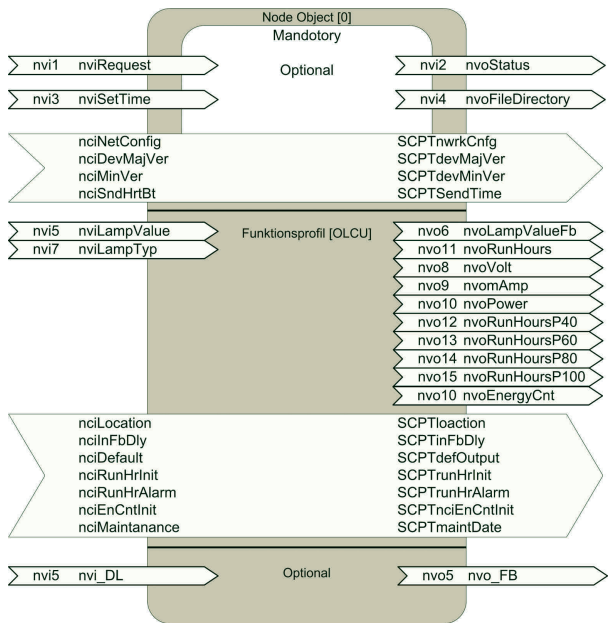 Node Object [0]
Mandotory
Optional
nvi1 nviRequest
nvi2 nvoStatus
nvi3 nviSetTime
nvi4 nvoFileDirectory
nciNetConfig SCPTnwrkCnfg
nciDevMajVer SCPTdevMajVer
nciMinVer SCPTdevMinVer
nciSndHrtBt SCPTSendTime
nvi5 nviLampValue
nvi7 nviLampTyp
Funktionsprofil [OLCU]
nvo6 nvoLampValueFb
nvo11 nvoRunHours
nvo8 nvoVolt
nvo9 nvomAmp
nvo10 nvoPower
nvo12 nvoRunHoursP40
nvo13 nvoRunHoursP60
nvo14 nvoRunHoursP80
nvo15 nvoRunHoursP100
nvo10 nvoEnergyCnt
nciLocation SCPTloaction
nciInFbDly SCPTinFbDly
nciDefault SCPTdefOutput
nciRunHrInit SCPTrunHrInit
nciRunHrAlarm SCPTrunHrAlarm
nciEnCntInit SCPTnciEnCntInit
nciMaintanance SCPTmaintDate
nvi5 nvi_DL
Optional
nvo5 nvo_FB